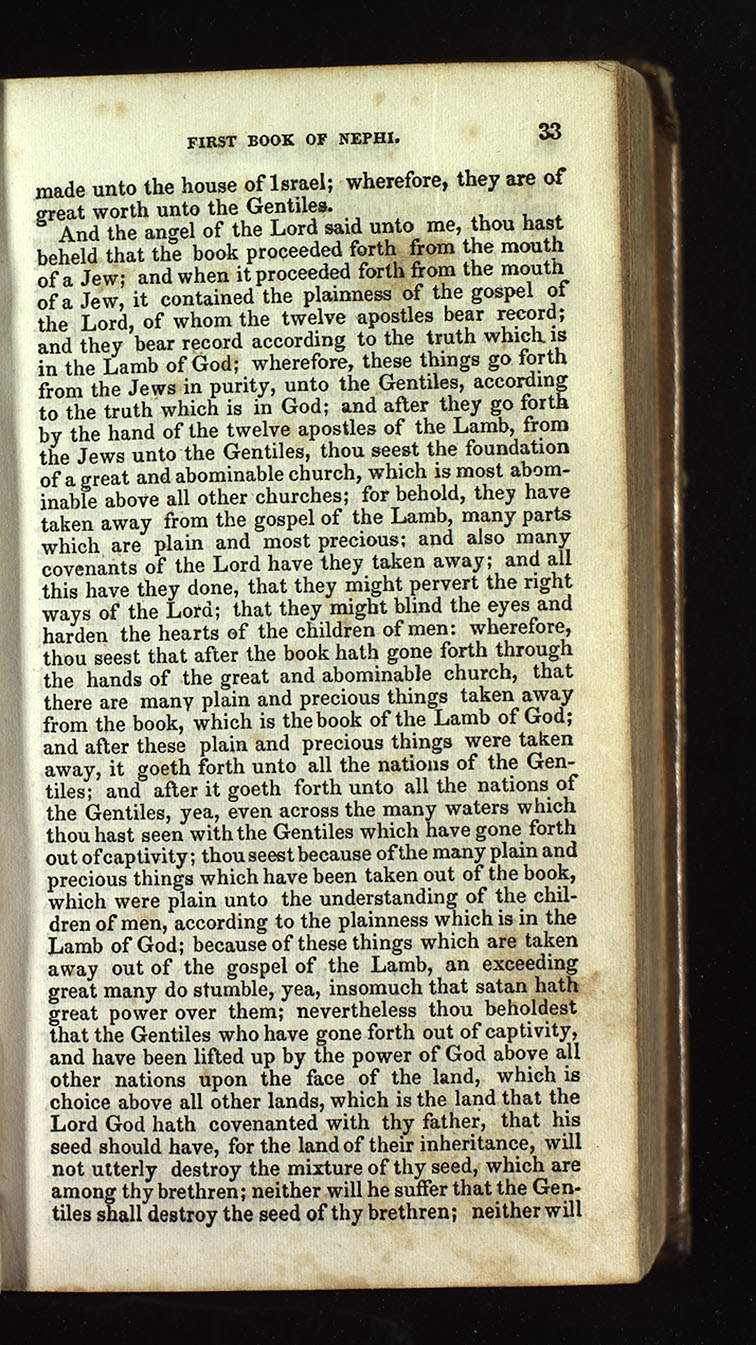 FIRST BOOK OF NEPHI. 33
made unto the house of Israel; wherefore, they are of
great worth unto the Gentiles.
And the angel of the Lord said unto me, thou hast
beheld that the book proceeded forth from the mouth
of a Jew; and when it proceeded forth from the mouth
of a Jew, it contained the plainness of the gospel of
the Lord, of whom the twelve apostles bear record;
and they bear record according to the truth which is
in the Lamb of God; wherefore, these things go forth
from the Jews in purity, unto the Gentiles, according
to the truth which is in God; and after they go forth
by the hand of the twelve apostles of the Lamb, from
the Jews unto the Gentiles, thou seest the foundation
of a great and abominable church, which is most abom-
inable above all other churches; for behold, they have
taken away from the gospel of the Lamb, many parts
which are plain and most precious; and also many
covenants of the Lord have they taken away; and all
this have they done, that they might pervert the right
ways of the Lord; that they might blind the eyes and
harden the hearts of the children of men: wherefore,
thou seest that after the book hath gone forth through
the hands of the great and abominable church, that
there are many plain and precious things taken away
from the book, which is the book of the Lamb of God;
and after these plain and precious things were taken
away, it goeth forth unto all the nations of the Gen-
tiles; and after it goeth forth unto all the nations of
the Gentiles, yea, even across the many waters which
thou hast seen with the Gentiles which have gone forth
out of captivity; thou seest because of the many plain and
precious things which have been taken out of the book,
which were plain unto the understanding of the chil-
dren of men, according to the plainness which is in the
Lamb of God; because of these things which are taken
away out of the gospel of the Lamb, an exceeding
great many do stumble, yea, insomuch that satan hath
great power over them; nevertheless thou beholdest
that the Gentiles who have gone forth out of captivity,
and have been lifted up by the power of God above all
other nations upon the face of the land, which is
choice above all other lands, which is the land that the
Lord God hath covenanted with thy father, that his
seed should have, for the land of their inheritance, will
not utterly destroy the mixture of thy seed, which are
among thy brethren; neither will he suffer that the Gen-
tiles shall destroy the seed of thy brethren; neither will